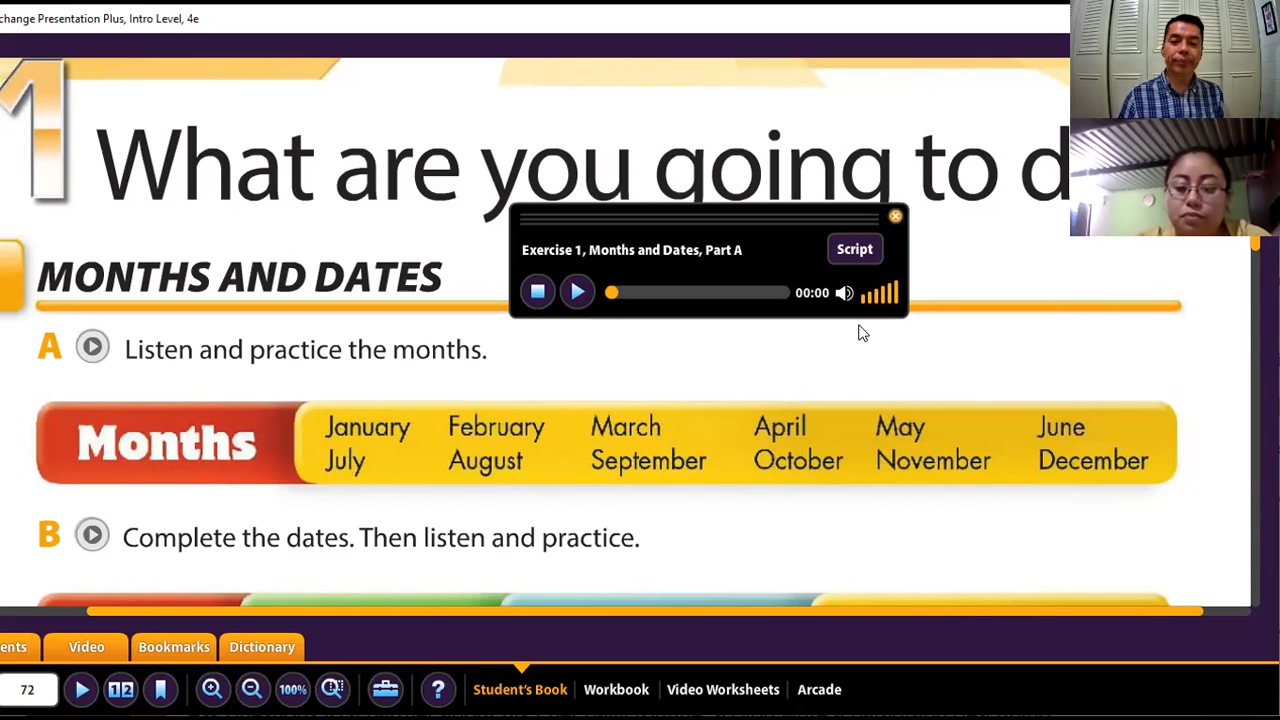 change Presentation Plus, Intro Level, 4e
1 What are you going to d
Exercise 1, Months and Dates, Part A
Script
00:00
MONTHS AND DATES
A Listen and practice the months.
Months
January February March April May June
July August September October November December
B Complete the dates. Then listen and practice.
ents Video Bookmarks Dictionary
72 12 100% ? Student's Book Workbook Video Worksheets Arcade